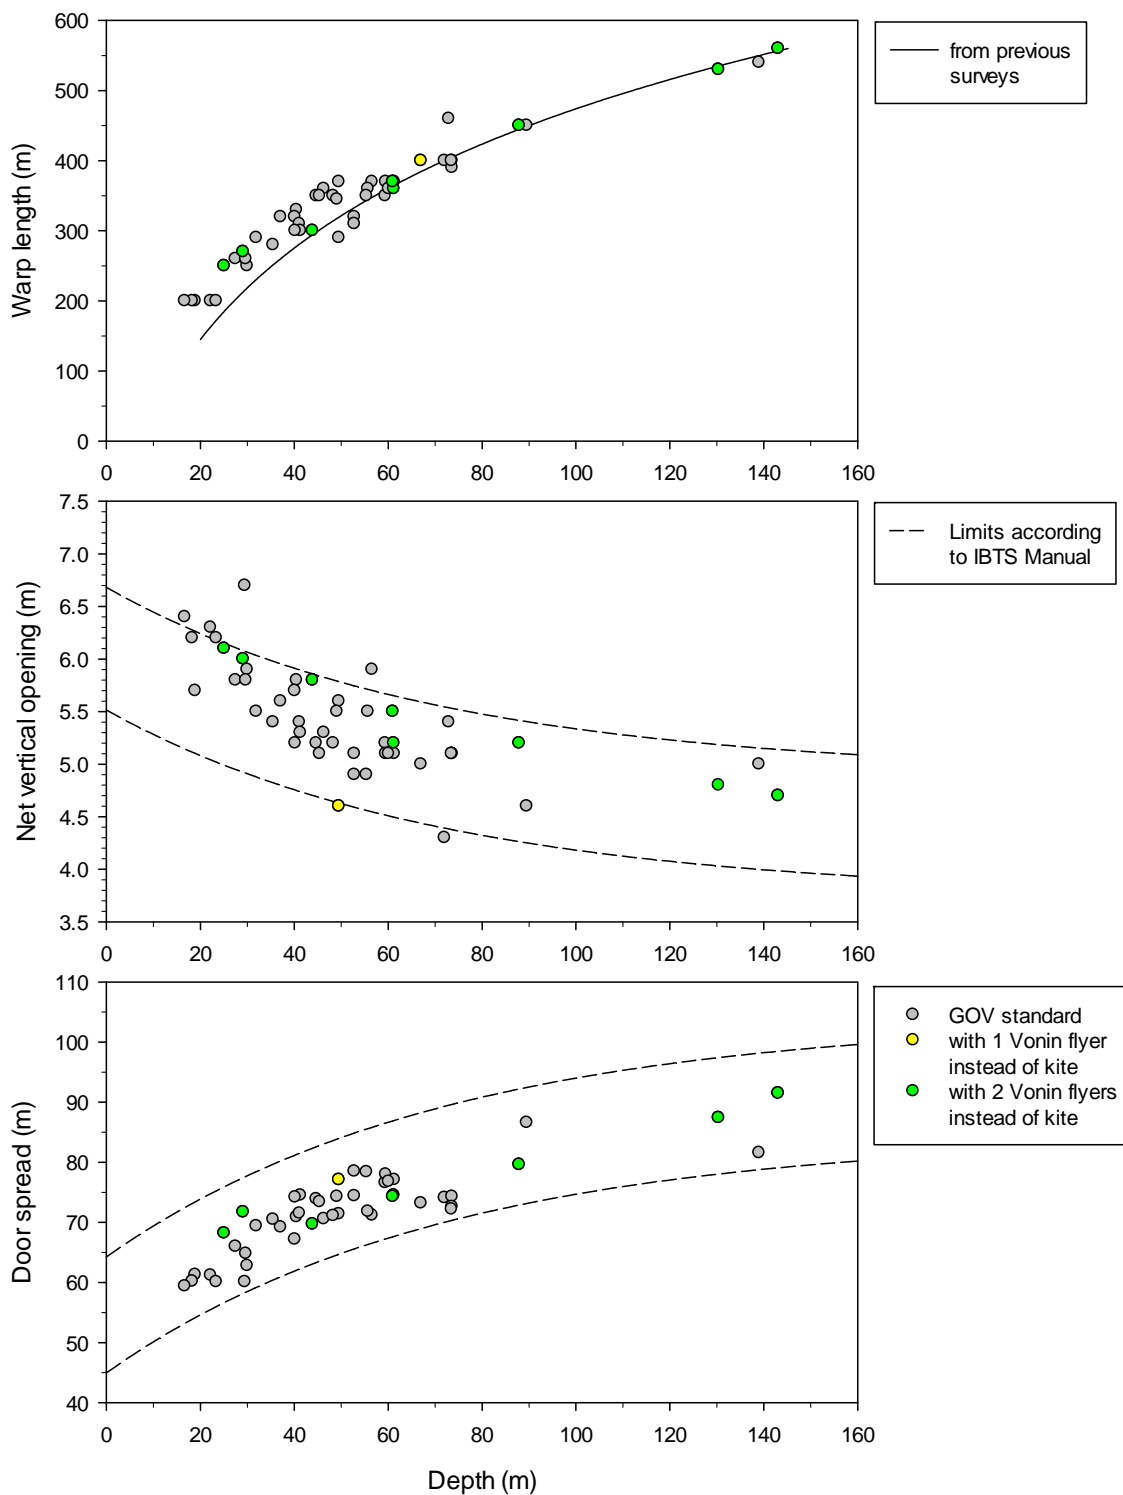 600
500
400
300
200
100
0
Warp length (m)
0 20 40 60 80 100 120 140 160
from previous
surveys
7.5
7.0
6.5
6.0
5.5
5.0
4.5
4.0
3.5
Net vertical opening (m)
0 20 40 60 80 100 120 140 160
Limits according
to IBTS Manual
110
100
90
80
70
60
50
40
Door spread (m)
0 20 40 60 80 100 120 140 160
Depth (m)
GOV standard
with 1 Vonin flyer
instead of kite
with 2 Vonin flyers
instead of kite